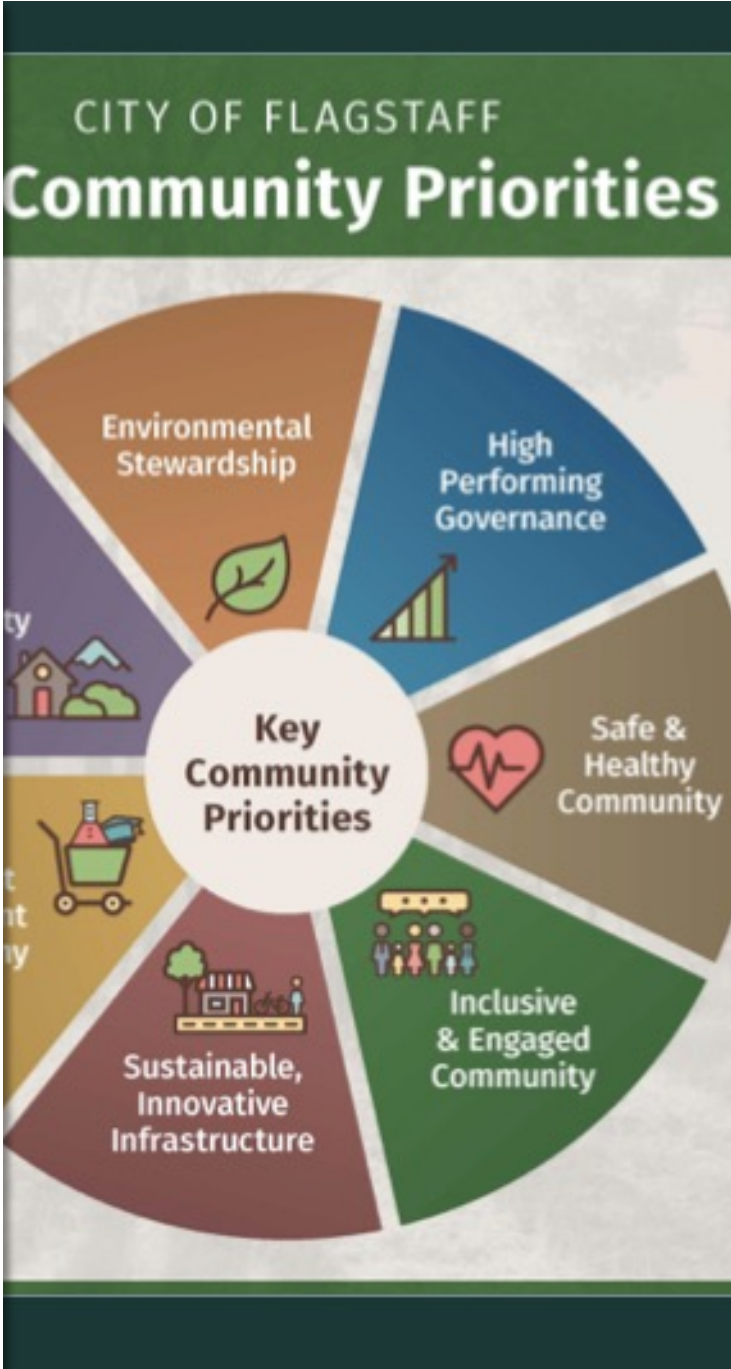 CITY OF FLAGSTAFF
Community Priorities
Environmental
Stewardship
High
Performing
Governance
Safe &
Healthy
Community
Inclusive
& Engaged
Community
Sustainable,
Innovative
Infrastructure
Key
Community
Priorities